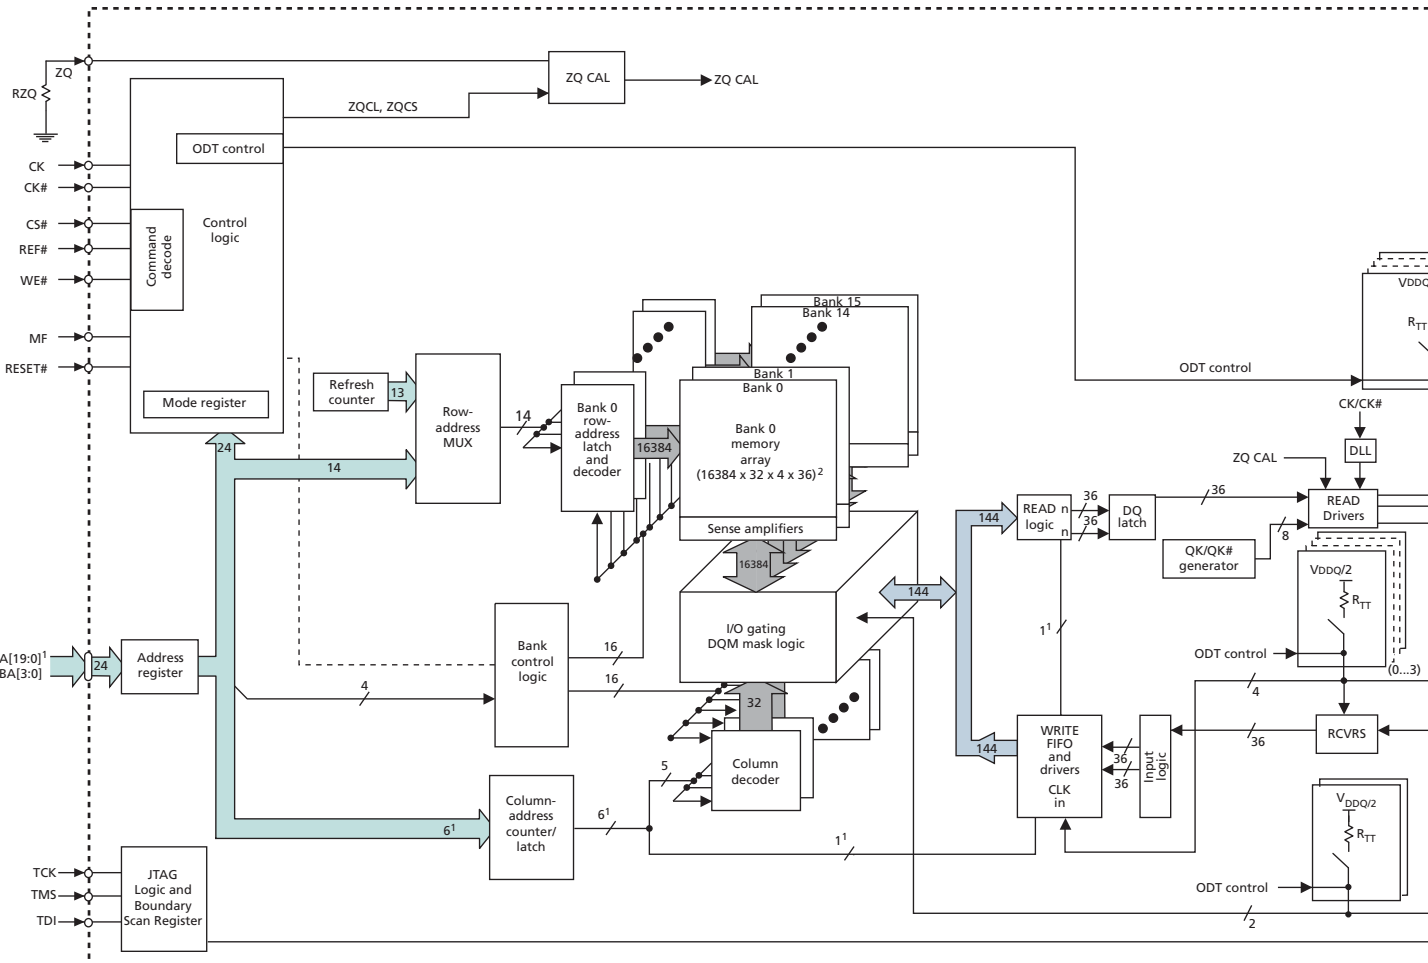 ZQ
RZQ
ZQ CAL
ZQ CAL
ZQCL, ZQCS
ODT control
CK
CK#
CS#
REF#
WE#
MF
RESET#
Command
decode
Control
logic
Mode register
Refresh
counter
13
Row-
address
MUX
14
24
14
Bank 0
row-
address
latch
and
decoder
16384
Bank 15
Bank 14
Bank 1
Bank 0
Bank 0
memory
array
(16384 x 32 x 4 x 36)²
Sense amplifiers
16384
I/O gating
DQM mask logic
32
Column
decoder
144
144
144
READ
logic
n
n
36
36
DQ
latch
36
ODT control
VDDQ
RTT
CK/CK#
DLL
ZQ CAL
READ
Drivers
8
QK/QK#
generator
VDDQ/2
RTT
ODT control
(0...3)
4
1¹
A[19:0]¹
BA[3:0]
24
Address
register
4
Bank
control
logic
16
16
5
6¹
Column-
address
counter/
latch
6¹
1¹
WRITE
FIFO
and
drivers
CLK
in
36
36
Input
logic
36
RCVRS
VDDQ/2
RTT
ODT control
2
TCK
TMS
TDI
JTAG
Logic and
Boundary
Scan Register